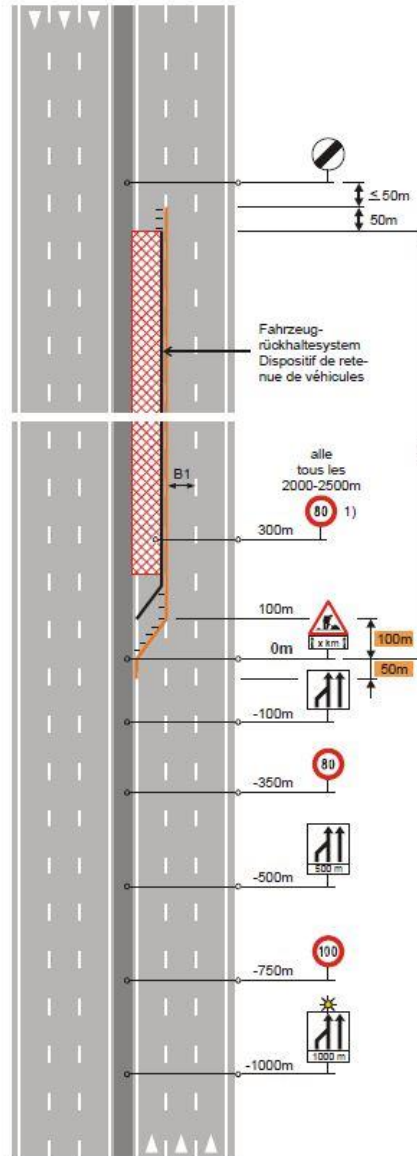 ≤50m
50m
Fahrzeug-
rückhaltesystem
Dispositif de rete-
nue de véhicules
B1
alle
tous les
2000-2500m
80 1)
300m
100m
x km
100m
0m
50m
-100m
80
-350m
500 m
-500m
100
-750m
1000 m
-1000m